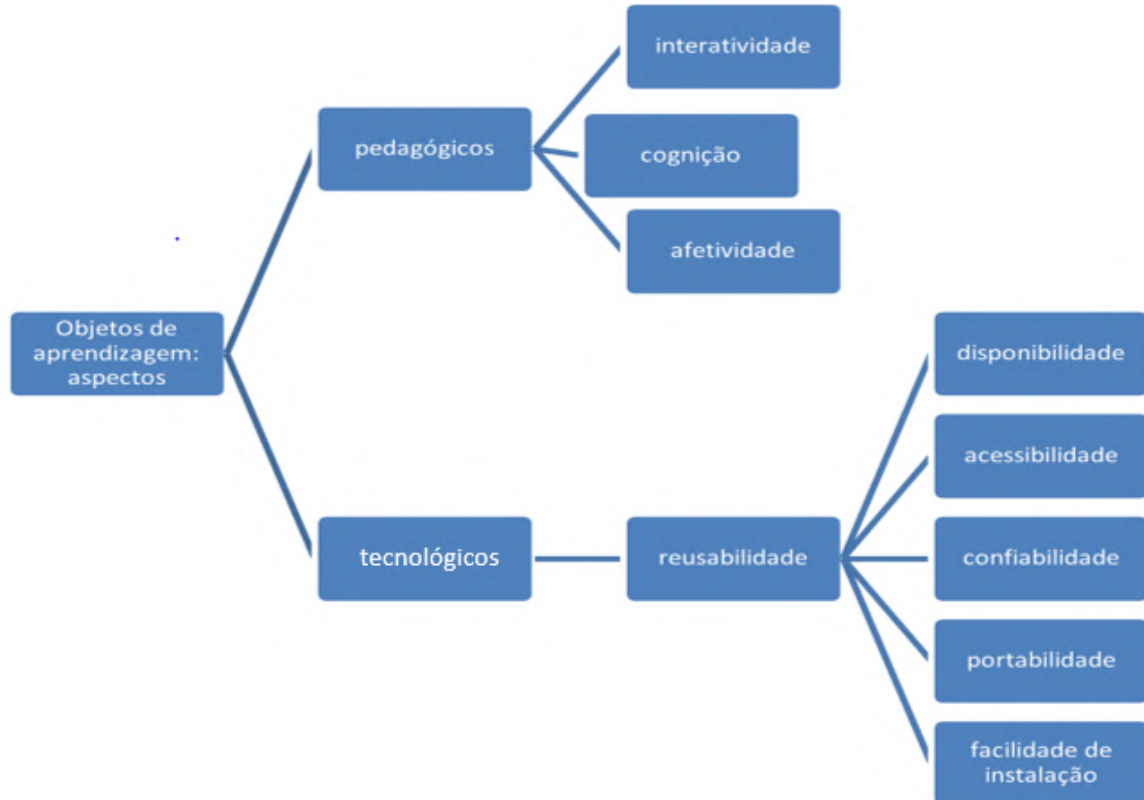 interatividade
pedagógicos
cognição
afetividade
Objetos de
aprendizagem:
aspectos
disponibilidade
acessibilidade
tecnológicos
reusabilidade
confiabilidade
portabilidade
facilidade de
instalação